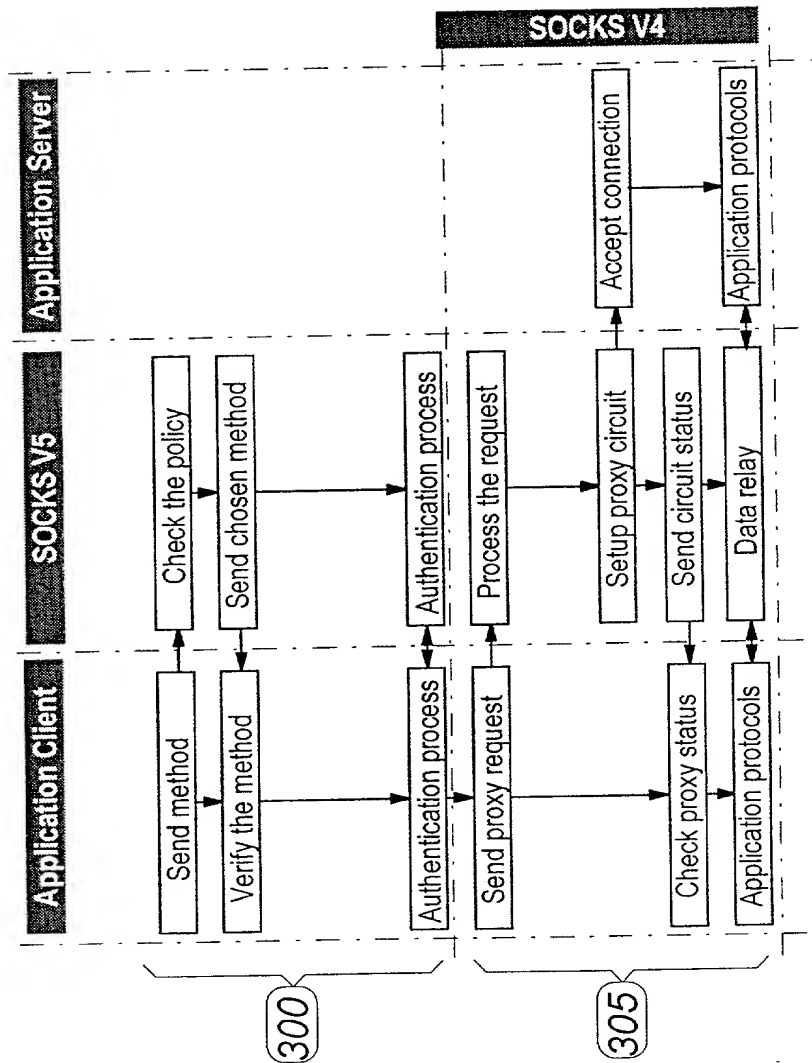 Application Client
SOCKS V5
Application Server
Send method
Check the policy
Verify the method
Send chosen method
300
Authentication process
Authentication process
SOCKS V4
Send proxy request
Process the request
Setup proxy circuit
Accept connection
305
Check proxy status
Send circuit status
Application protocols
Data relay
Application protocols